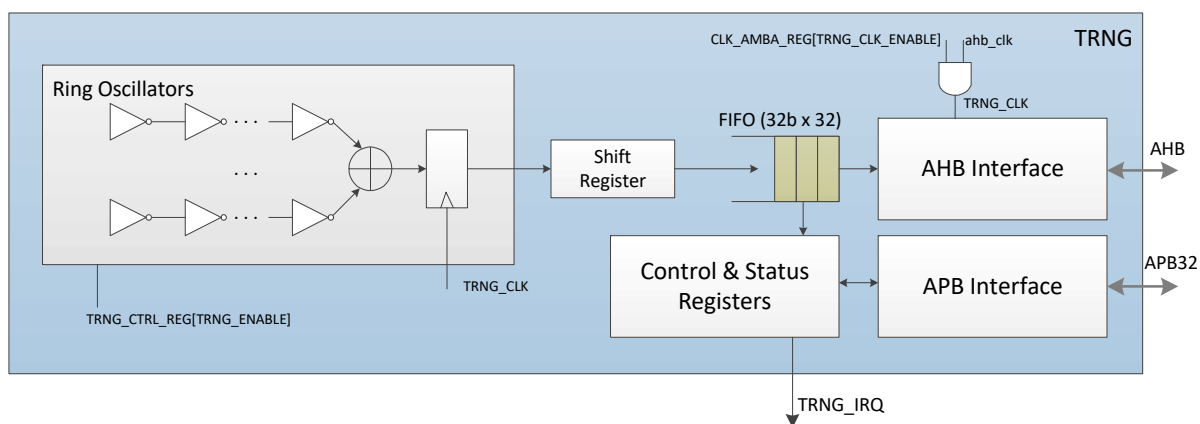 CLK_AMBA_REG[TRNG_CLK_ENABLE]
ahb_clk
TRNG
Ring Oscillators
. . .
. . .
. . .
TRNG_CLK
TRNG_CTRL_REG[TRNG_ENABLE]
Shift
Register
FIFO (32b x 32)
TRNG_CLK
AHB Interface
AHB
Control & Status
Registers
APB Interface
APB32
TRNG_IRQ